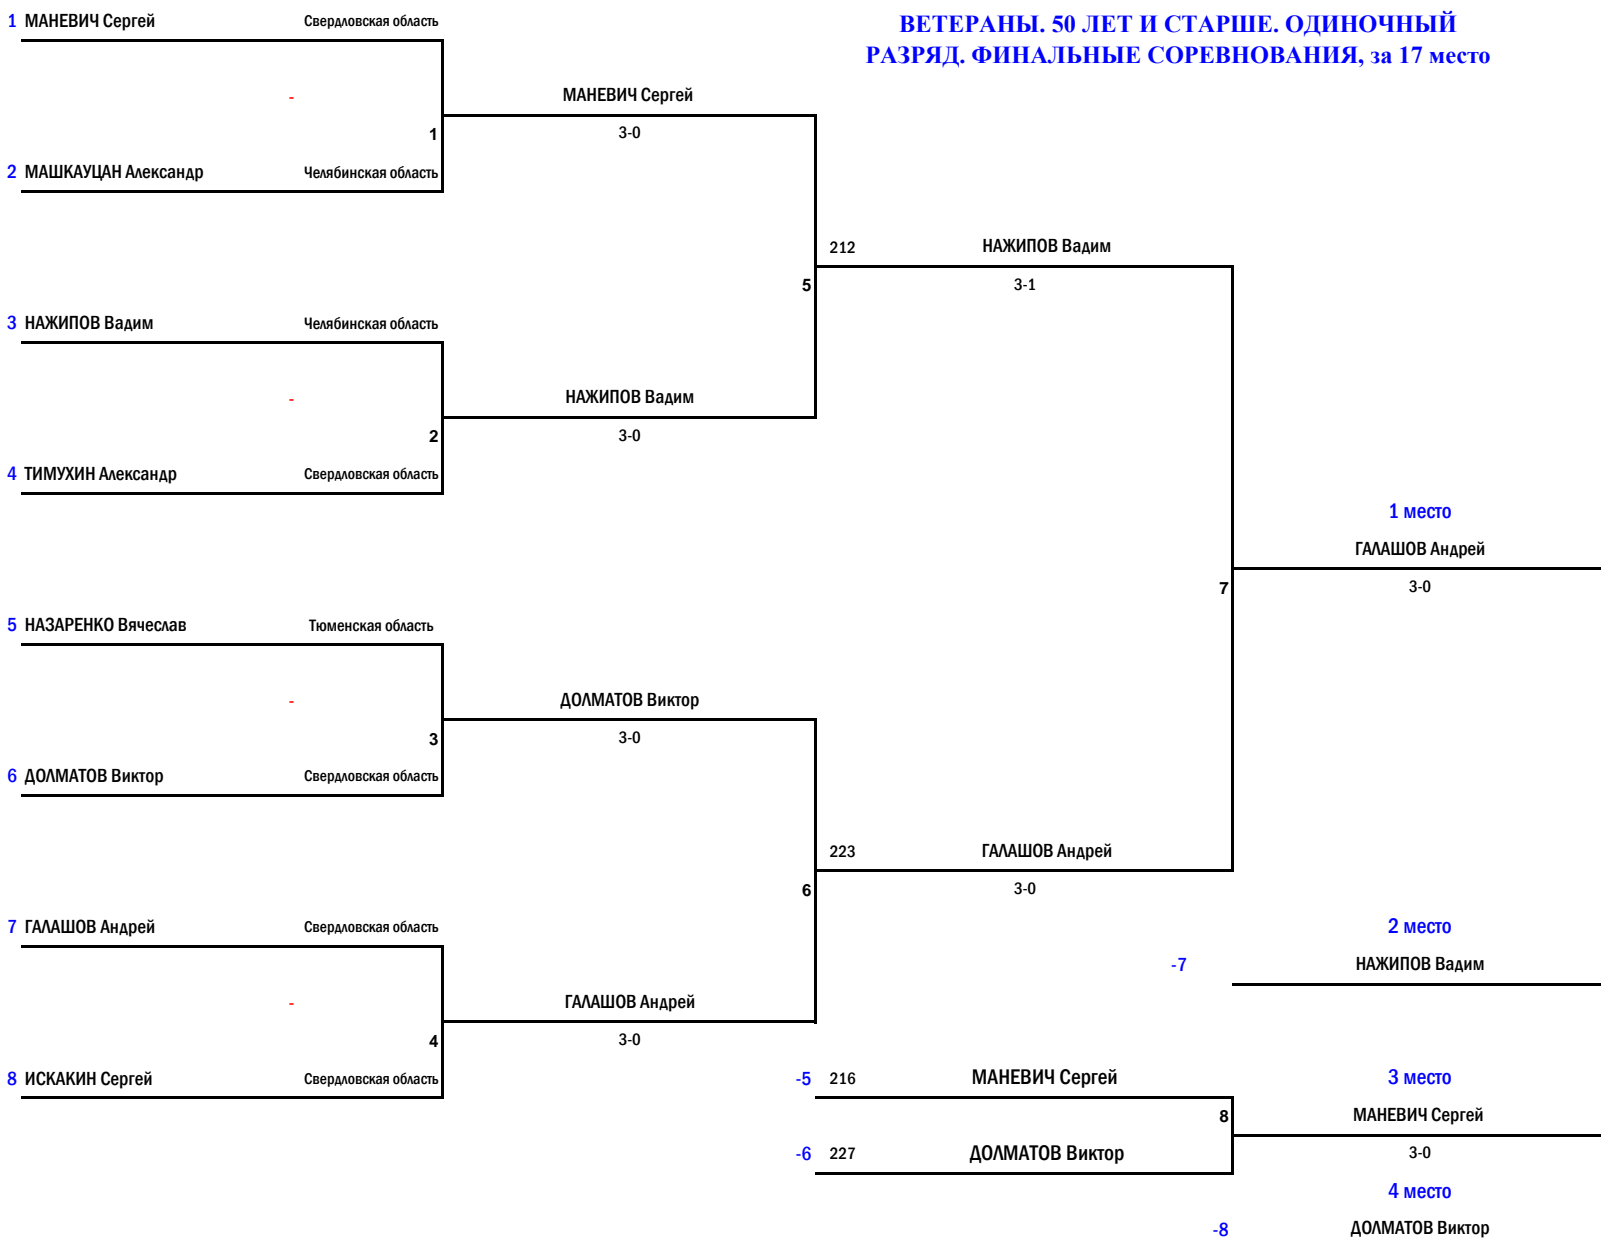 1 МАНЕВИЧ Сергей Свердловская область
ВЕТЕРАНЫ. 50 ЛЕТ И СТАРШЕ. ОДИНОЧНЫЙ
РАЗРЯД. ФИНАЛЬНЫЕ СОРЕВНОВАНИЯ, за 17 место
- МАНЕВИЧ Сергей
1 3-0
2 МАШКАУЦАН Александр Челябинская область
212 НАЖИПОВ Вадим
5 3-1
3 НАЖИПОВ Вадим Челябинская область
- НАЖИПОВ Вадим
2 3-0
4 ТИМУХИН Александр Свердловская область
1 место
ГАЛАШОВ Андрей
7 3-0
5 НАЗАРЕНКО Вячеслав Тюменская область
- ДОЛМАТОВ Виктор
3 3-0
6 ДОЛМАТОВ Виктор Свердловская область
223 ГАЛАШОВ Андрей
6 3-0
7 ГАЛАШОВ Андрей Свердловская область
2 место
-7 НАЖИПОВ Вадим
- ГАЛАШОВ Андрей
4 3-0
8 ИСКАКИН Сергей Свердловская область
-5 216 МАНЕВИЧ Сергей
3 место
8 МАНЕВИЧ Сергей
-6 227 ДОЛМАТОВ Виктор
3-0
4 место
-8 ДОЛМАТОВ Виктор